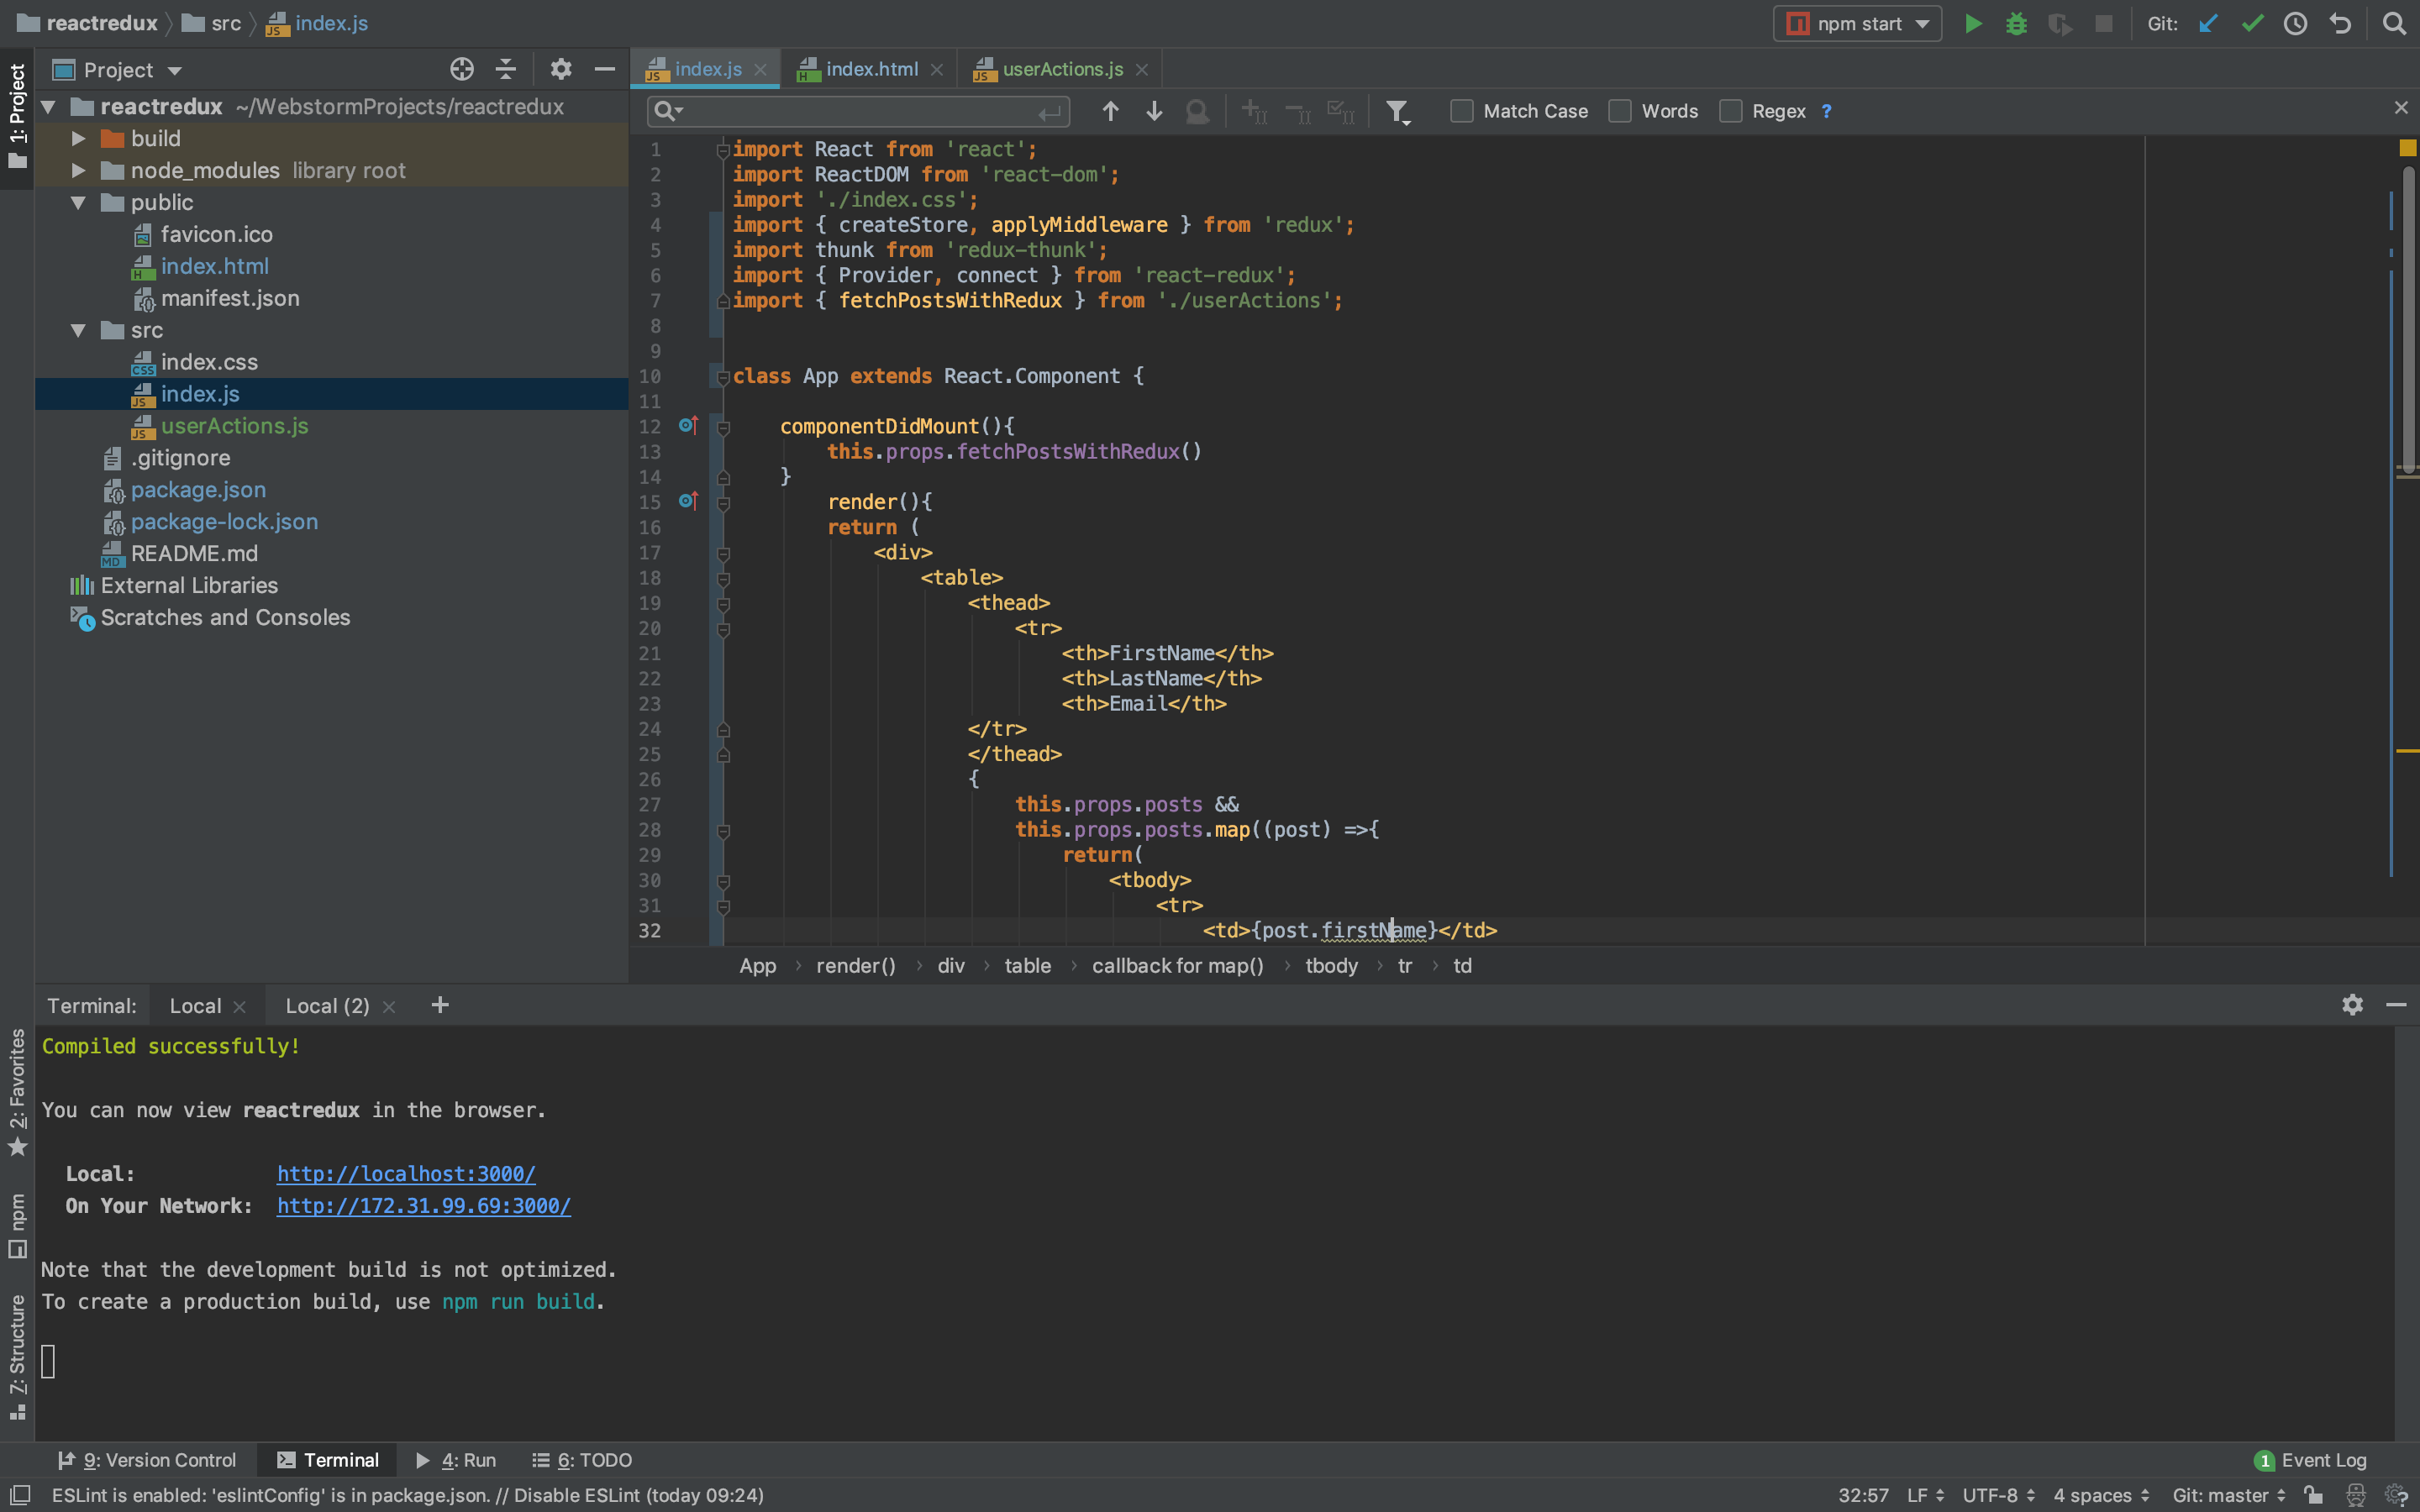 reactredux
src
index.js
npm start
Git:
1: Project
Project
index.js
index.html
userActions.js
reactredux ~/WebstormProjects/reactredux
build
node_modules library root
public
favicon.ico
index.html
manifest.json
src
index.css
index.js
userActions.js
.gitignore
package.json
package-lock.json
README.md
External Libraries
Scratches and Consoles
Match Case
Words
Regex
?
1 import React from 'react';
2 import ReactDOM from 'react-dom';
3 import './index.css';
4 import { createStore, applyMiddleware } from 'redux';
5 import thunk from 'redux-thunk';
6 import { Provider, connect } from 'react-redux';
7 import { fetchPostsWithRedux } from './userActions';
8
9
10 class App extends React.Component {
11
12 componentDidMount(){
13 this.props.fetchPostsWithRedux()
14 }
15 render(){
16 return (
17 <div>
18 <table>
19 <thead>
20 <tr>
21 <th>FirstName</th>
22 <th>LastName</th>
23 <th>Email</th>
24 </tr>
25 </thead>
26 {
27 this.props.posts &&
28 this.props.posts.map((post) =>{
29 return(
30 <tbody>
31 <tr>
32 <td>{post.firstName}</td>
App › render() › div › table › callback for map() › tbody › tr › td
Terminal: Local Local (2) +
Compiled successfully!
You can now view reactredux in the browser.
Local: http://localhost:3000/
On Your Network: http://172.31.99.69:3000/
Note that the development build is not optimized.
To create a production build, use npm run build.
2: Favorites
npm
7: Structure
9: Version Control
Terminal
4: Run
6: TODO
1 Event Log
ESLint is enabled: 'eslintConfig' is in package.json. // Disable ESLint (today 09:24)
32:57 LF UTF-8 4 spaces Git: master